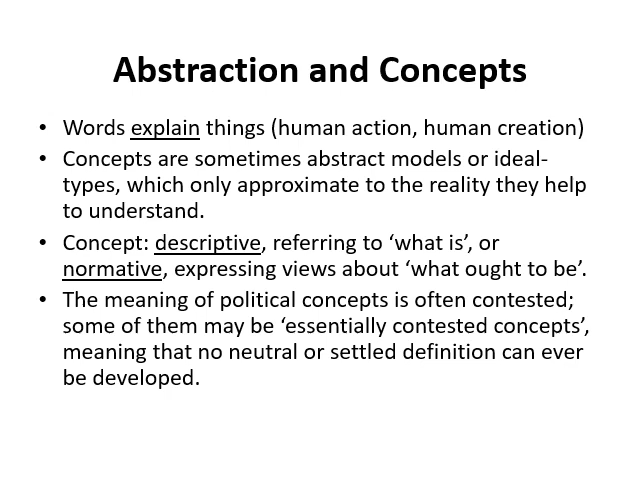 Abstraction and Concepts
• Words explain things (human action, human creation)
• Concepts are sometimes abstract models or ideal-
types, which only approximate to the reality they help
to understand.
• Concept: descriptive, referring to ‘what is’, or
normative, expressing views about ‘what ought to be’.
• The meaning of political concepts is often contested;
some of them may be ‘essentially contested concepts’,
meaning that no neutral or settled definition can ever
be developed.